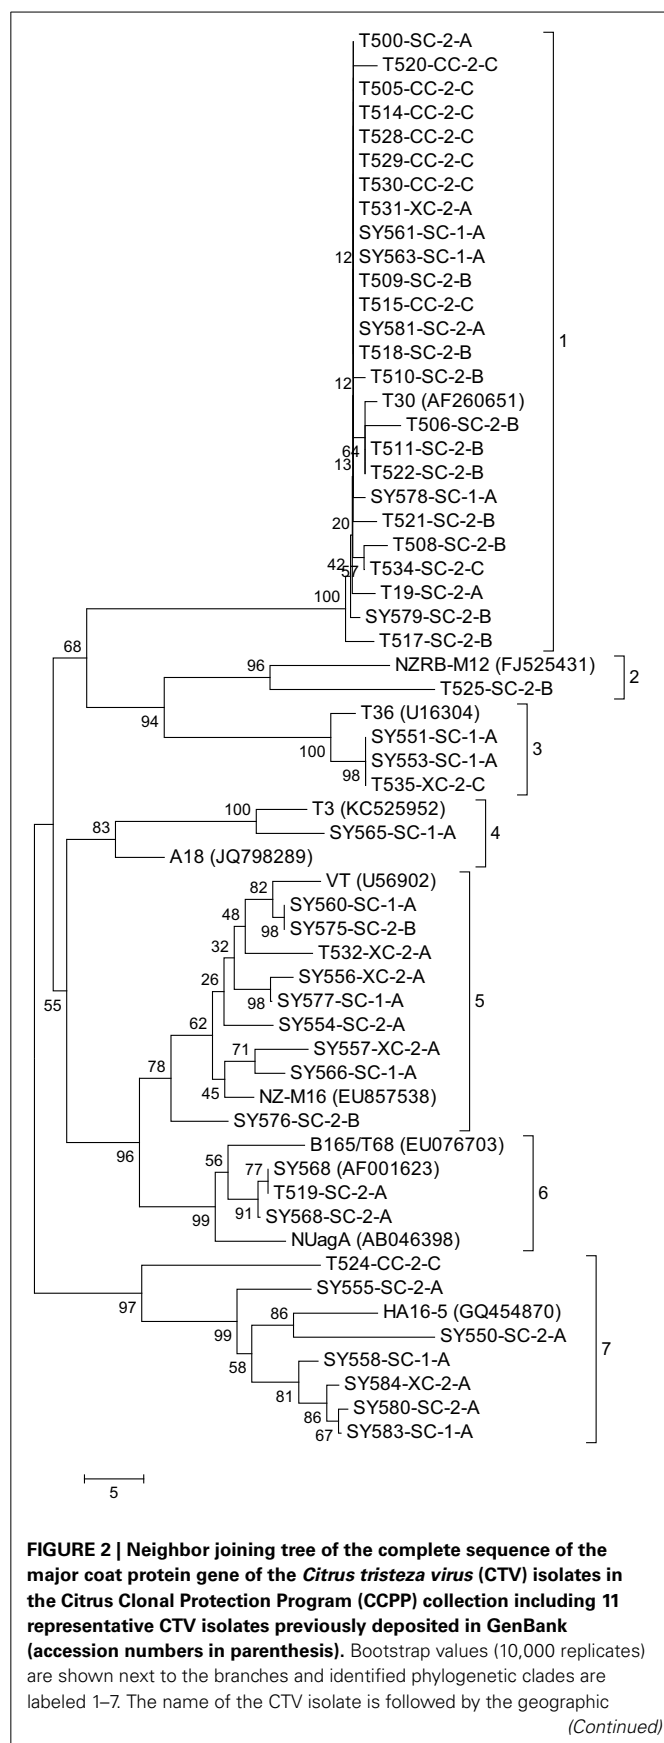 T500-SC-2-A
T520-CC-2-C
T505-CC-2-C
T514-CC-2-C
T528-CC-2-C
T529-CC-2-C
T530-CC-2-C
T531-XC-2-A
SY561-SC-1-A
12 SY563-SC-1-A
T509-SC-2-B
T515-CC-2-C
SY581-SC-2-A
1
T518-SC-2-B
12 T510-SC-2-B
T30 (AF260651)
T506-SC-2-B
64 T511-SC-2-B
13 T522-SC-2-B
SY578-SC-1-A
20 T521-SC-2-B
T508-SC-2-B
42 57 T534-SC-2-C
100 T19-SC-2-A
SY579-SC-2-B
68 T517-SC-2-B
96 NZRB-M12 (FJ525431)
2
T525-SC-2-B
94 T36 (U16304)
SY551-SC-1-A
100 SY553-SC-1-A 3
98 T535-XC-2-C
100 T3 (KC525952)
83 SY565-SC-1-A 4
A18 (JQ798289)
82 VT (U56902)
SY560-SC-1-A
48 98 SY575-SC-2-B
32 T532-XC-2-A
26 SY556-XC-2-A
55 98 SY577-SC-1-A 5
62 SY554-SC-2-A
71 SY557-XC-2-A
78 SY566-SC-1-A
45 NZ-M16 (EU857538)
SY576-SC-2-B
96 B165/T68 (EU076703)
56 77 SY568 (AF001623)
T519-SC-2-A 6
99 91 SY568-SC-2-A
NUagA (AB046398)
T524-CC-2-C
97 SY555-SC-2-A
86 HA16-5 (GQ454870)
99 SY550-SC-2-A
7
58 SY558-SC-1-A
81 SY584-XC-2-A
86 SY580-SC-2-A
67 SY583-SC-1-A
5
FIGURE 2 | Neighbor joining tree of the complete sequence of the
major coat protein gene of the Citrus tristeza virus (CTV) isolates in
the Citrus Clonal Protection Program (CCPP) collection including 11
representative CTV isolates previously deposited in GenBank
(accession numbers in parenthesis). Bootstrap values (10,000 replicates)
are shown next to the branches and identified phylogenetic clades are
labeled 1–7. The name of the CTV isolate is followed by the geographic
(Continued)